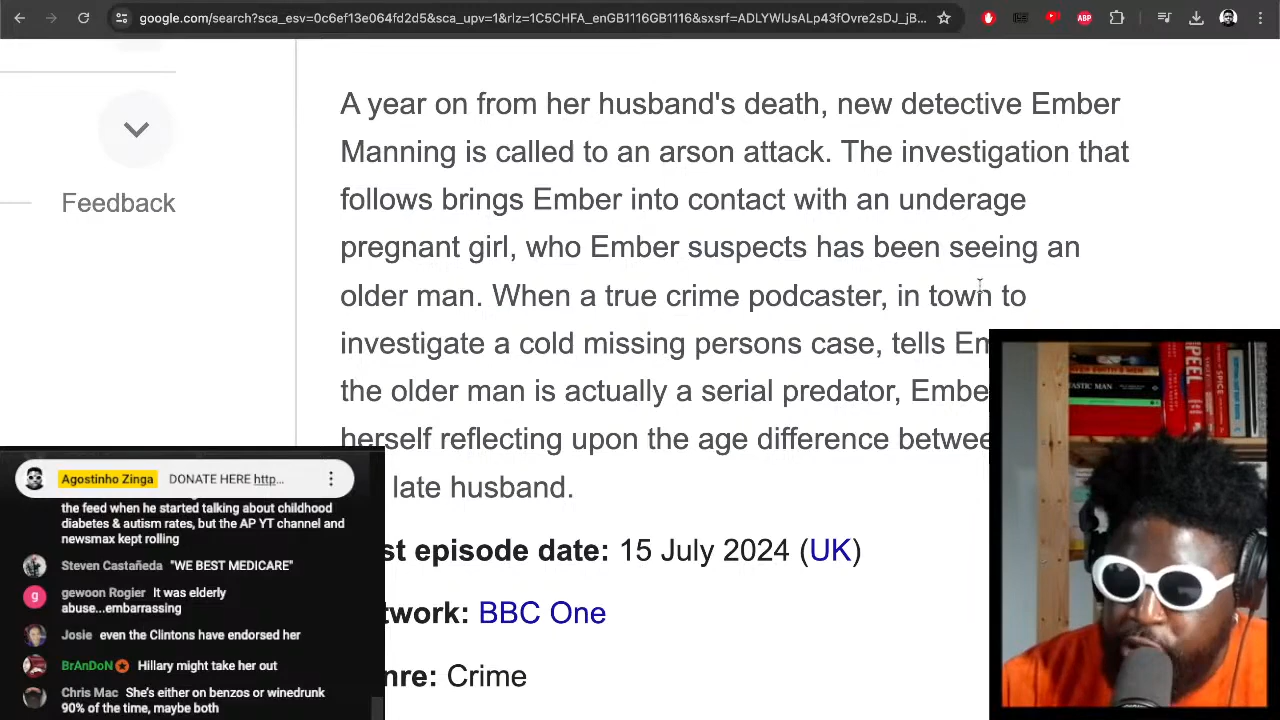 google.com/search?sca_esv=0c6ef13e064fd2d5&sca_upv=1&rlz=1C5CHFA_enGB1116GB1116&sxsrf=ADLYWIJsALp43fOvre2sDJ_jB...
A year on from her husband's death, new detective Ember
Manning is called to an arson attack. The investigation that
follows brings Ember into contact with an underage
pregnant girl, who Ember suspects has been seeing an
older man. When a true crime podcaster, in town to
investigate a cold missing persons case, tells Em
the older man is actually a serial predator, Embe
herself reflecting upon the age difference betwee
late husband.
st episode date: 15 July 2024 (UK)
twork: BBC One
nre: Crime
Feedback
Agostinho Zinga DONATE HERE http...
the feed when he started talking about childhood
diabetes & autism rates, but the AP YT channel and
newsmax kept rolling
Steven Castañeda "WE BEST MEDICARE"
gewoon Rogier It was elderly
abuse...embarrassing
Josie even the Clintons have endorsed her
BrAnDoN Hillary might take her out
Chris Mac She's either on benzos or winedrunk
90% of the time, maybe both
ABP
PEEL
SPICE